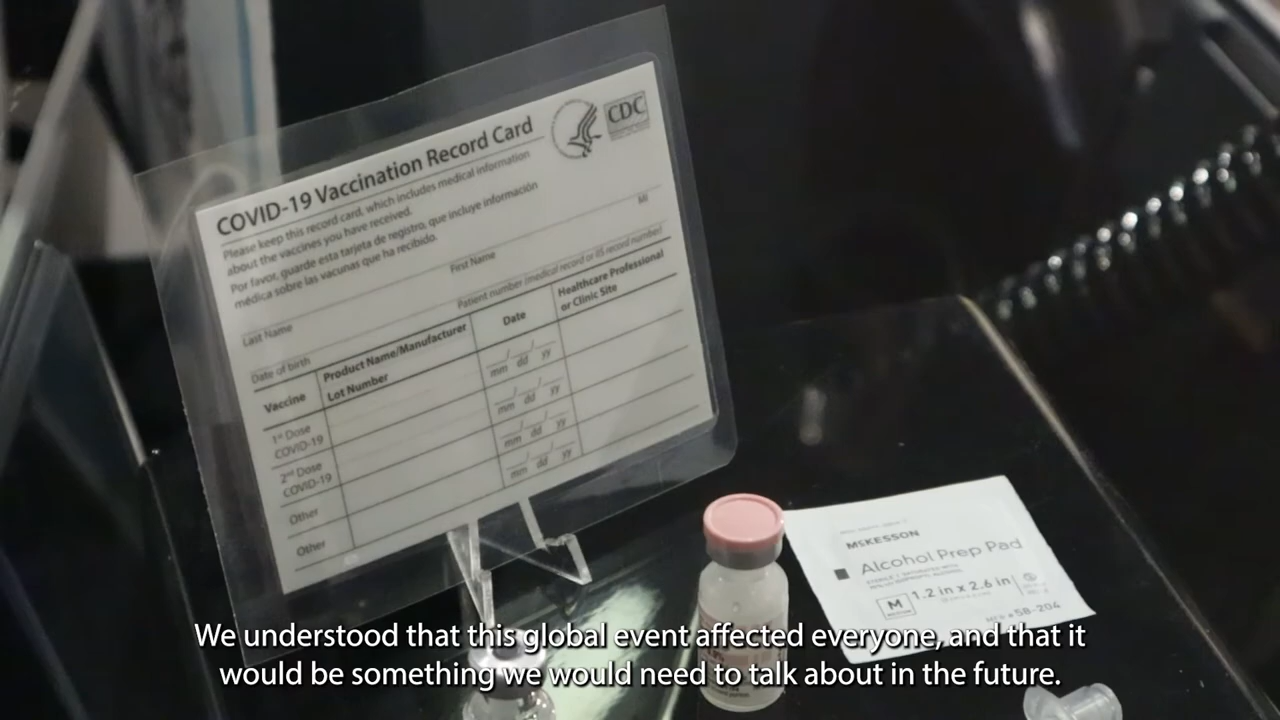 COVID-19 Vaccination Record Card
CDC
Please keep this record card, which includes medical information
about the vaccines you have received.
Por favor, guarde esta tarjeta de registro, que incluye información
médica sobre las vacunas que ha recibido.
Last Name
First Name
MI
Date of birth
Patient number (medical record or IIS record number)
Vaccine
Product Name/Manufacturer
Lot Number
Date
Healthcare Professional
or Clinic Site
1st Dose
COVID-19
mm / dd / yy
2nd Dose
COVID-19
mm / dd / yy
Other
mm / dd / yy
Other
mm / dd / yy
MCKESSON
Alcohol Prep Pad
M
1.2 in x 2.6 in
58-204
We understood that this global event affected everyone, and that it
would be something we would need to talk about in the future.